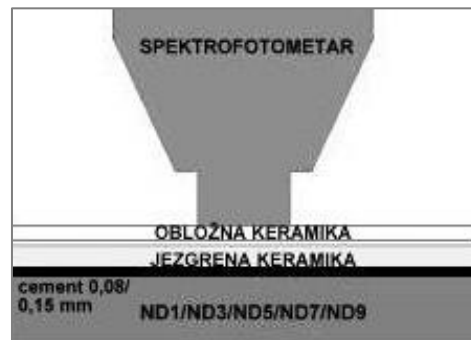 SPEKTROFOTOMETAR
OBLOŽNA KERAMIKA
JEZGRENA KERAMIKA
cement 0,08/
0,15 mm
ND1/ND3/ND5/ND7/ND9